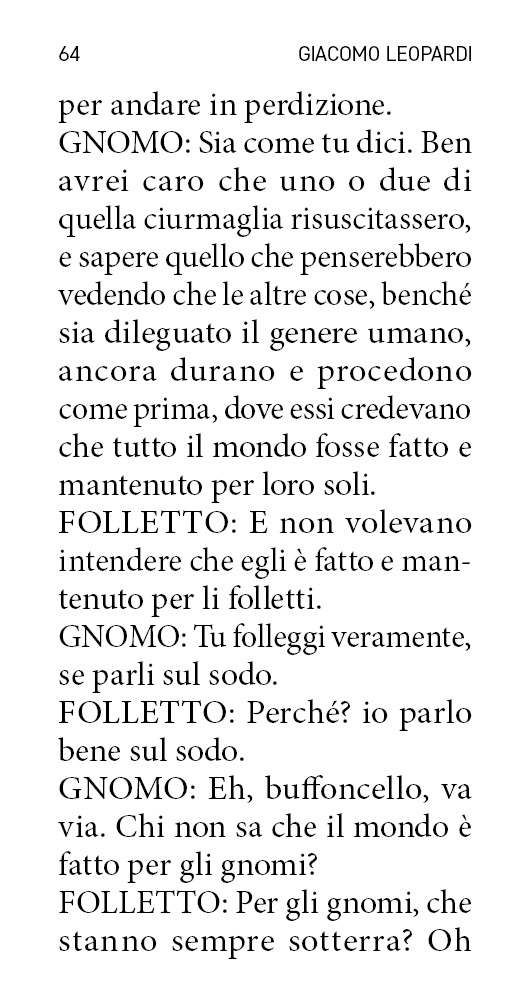 64 GIACOMO LEOPARDI
per andare in perdizione.
GNOMO: Sia come tu dici. Ben
avrei caro che uno o due di
quella ciurmaglia risuscitassero,
e sapere quello che penserebbero
vedendo che le altre cose, benché
sia dileguato il genere umano,
ancora durano e procedono
come prima, dove essi credevano
che tutto il mondo fosse fatto e
mantenuto per loro soli.
FOLLETTO: E non volevano
intendere che egli è fatto e man-
tenuto per li folletti.
GNOMO: Tu folleggi veramente,
se parli sul sodo.
FOLLETTO: Perché? io parlo
bene sul sodo.
GNOMO: Eh, buffoncello, va
via. Chi non sa che il mondo è
fatto per gli gnomi?
FOLLETTO: Per gli gnomi, che
stanno sempre sotterra? Oh